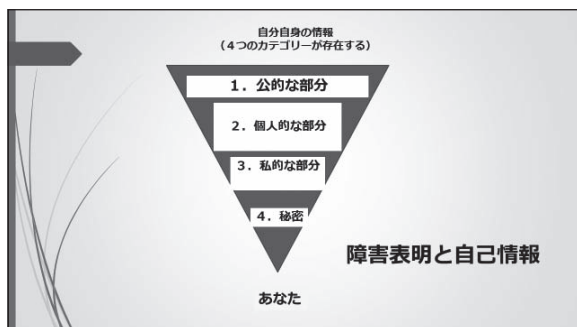 自分自身の情報
(4つのカテゴリーが存在する)
1. 公的な部分
2. 個人的な部分
3. 私的な部分
4. 秘密
障害表明と自己情報
あなた